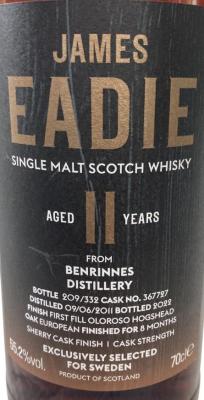 JAMES
EADIE
SINGLE MALT SCOTCH WHISKY
AGED 11 YEARS
FROM
BENRINNES
DISTILLERY
BOTTLE 209/332 CASK NO. 367727
DISTILLED 09/06/2011 BOTTLED 2022
FINISH FIRST FILL OLOROSO HOGSHEAD
OAK EUROPEAN FINISHED FOR 8 MONTHS
SHERRY CASK FINISH | CASK STRENGTH
55.2%vol. EXCLUSIVELY SELECTED 70cl e
FOR SWEDEN
PRODUCT OF SCOTLAND